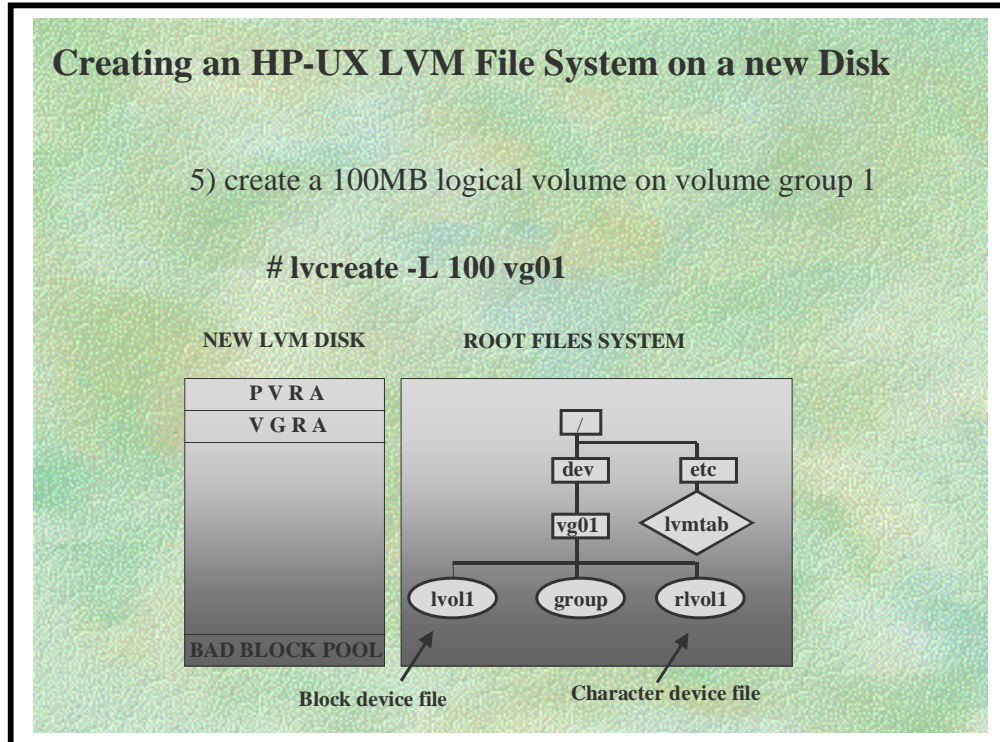 Creating an HP-UX LVM File System on a new Disk
5) create a 100MB logical volume on volume group 1
# lvcreate -L 100 vg01
NEW LVM DISK
ROOT FILES SYSTEM
P V R A
V G R A
BAD BLOCK POOL
/
dev
etc
vg01
lvmtab
lvol1
group
rlvol1
Block device file
Character device file